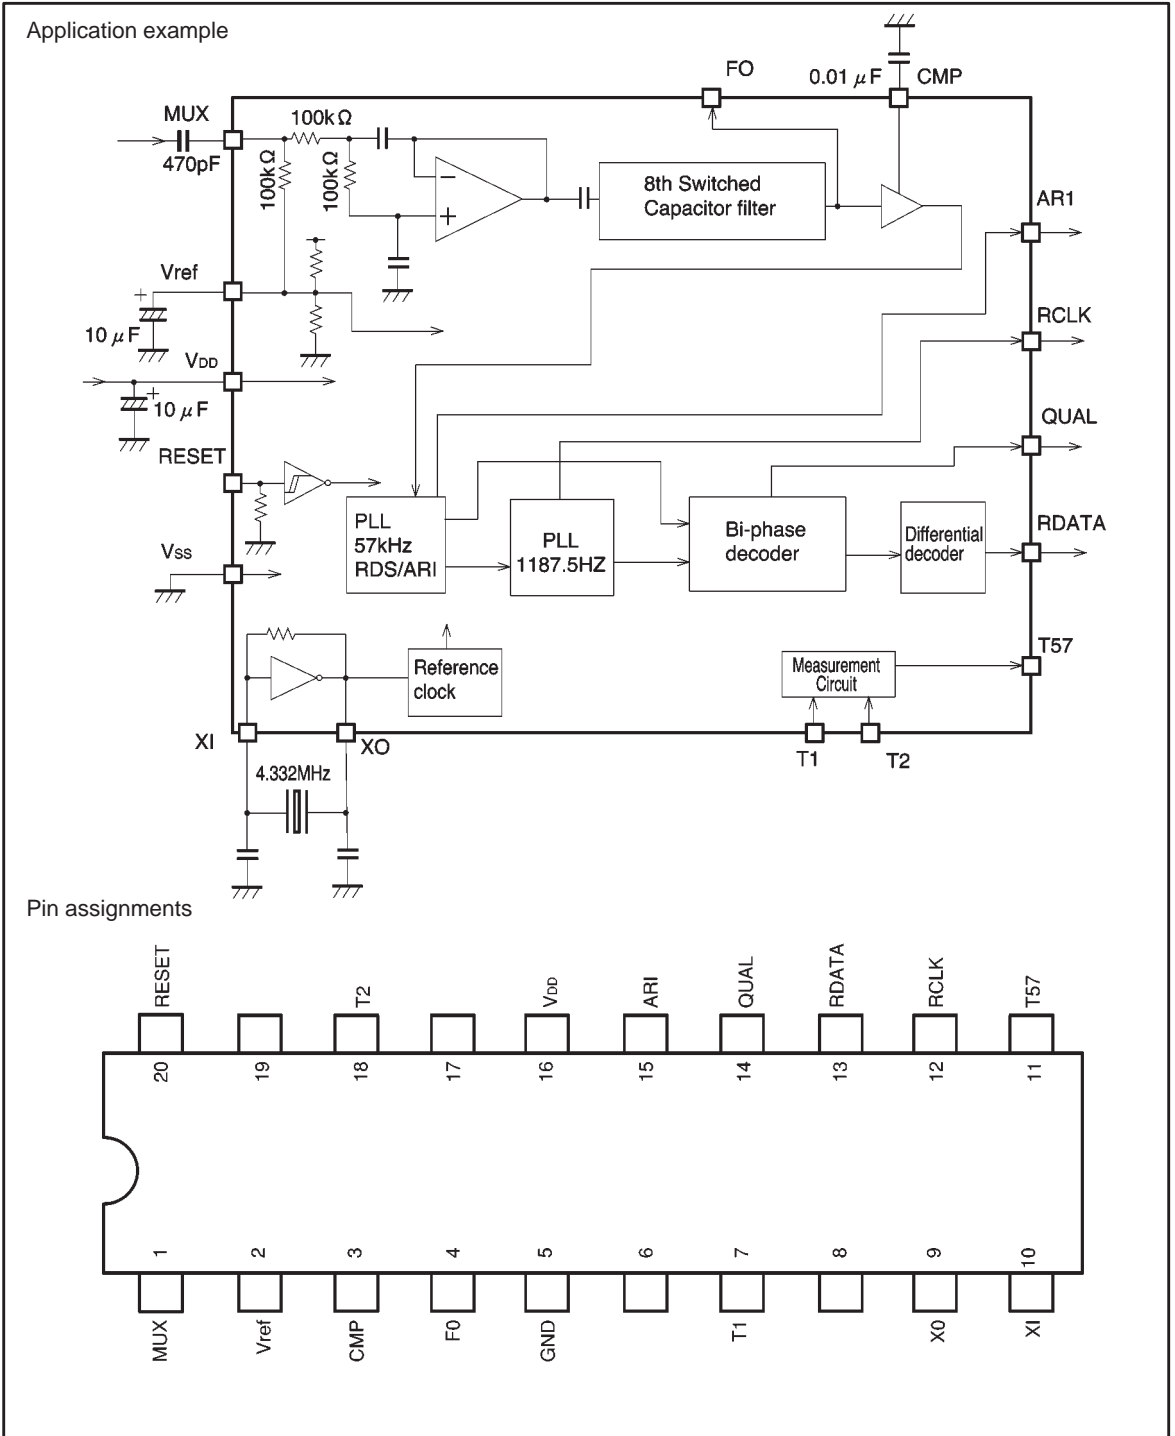 Application example
FO
0.01 μF
CMP
MUX
470pF
100kΩ
100kΩ
100kΩ
8th Switched
Capacitor filter
AR1
Vref
+
10 μF
VDD
+
10 μF
RCLK
QUAL
RESET
PLL
57kHz
RDS/ARI
PLL
1187.5HZ
Bi-phase
decoder
Differential
decoder
RDATA
VSS
T57
Reference
clock
Measurement
Circuit
XI
XO
T1
T2
4.332MHz
Pin assignments
RESET
T2
VDD
ARI
QUAL
RDATA
RCLK
T57
20
19
18
17
16
15
14
13
12
11
1
2
3
4
5
6
7
8
9
10
MUX
Vref
CMP
F0
GND
T1
X0
XI